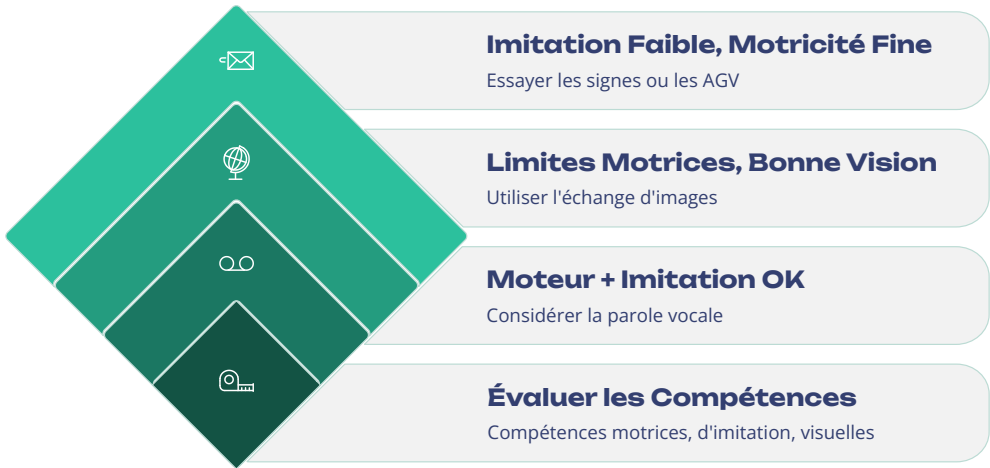 Imitation Faible, Motricité Fine
Essayer les signes ou les AGV
Limites Motrices, Bonne Vision
Utiliser l'échange d'images
Moteur + Imitation OK
Considérer la parole vocale
Évaluer les Compétences
Compétences motrices, d'imitation, visuelles